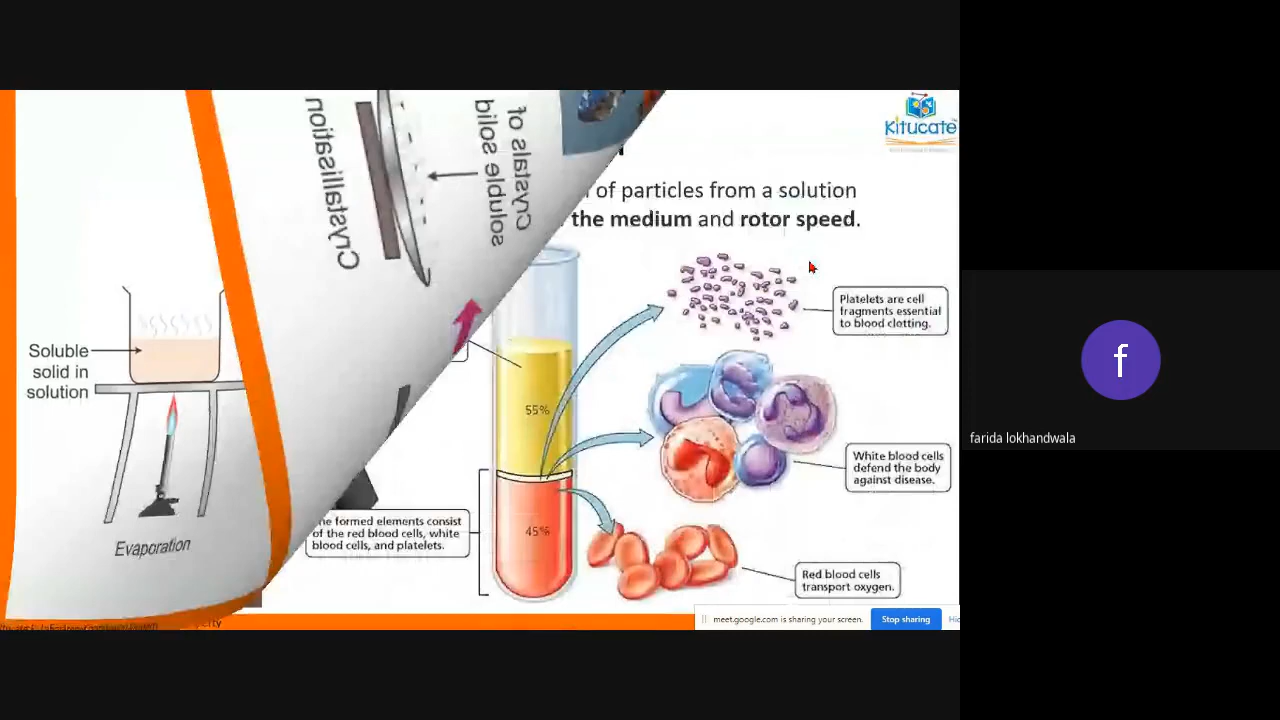 Kitucate
of particles from a solution
the medium and rotor speed.
Crystallisation
Crystals of
soluble solid
Soluble
solid in
solution
Evaporation
55%
45%
Platelets are cell
fragments essential
to blood clotting.
White blood cells
defend the body
against disease.
formed elements consist
of the red blood cells, white
blood cells, and platelets.
Red blood cells
transport oxygen.
meet.google.com is sharing your screen.
Stop sharing
f
farida lokhandwala